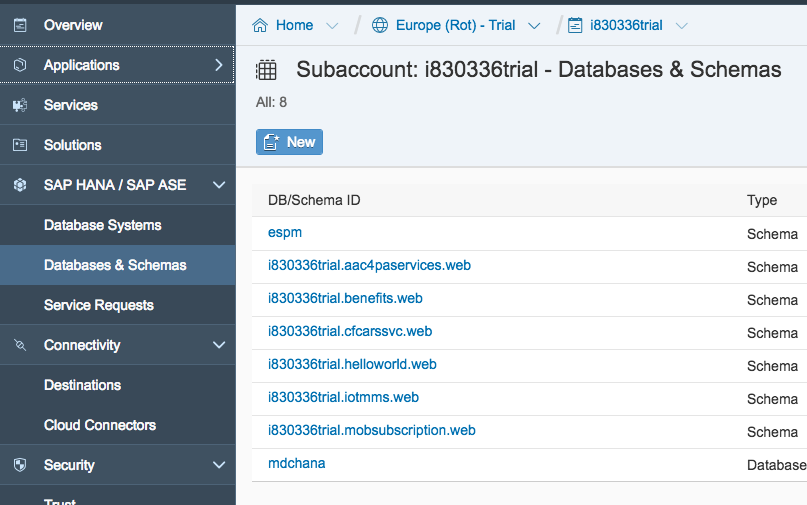 Overview
Applications
Services
Solutions
SAP HANA / SAP ASE
Database Systems
Databases & Schemas
Service Requests
Connectivity
Destinations
Cloud Connectors
Security
Trust
Home / Europe (Rot) - Trial / i830336trial
Subaccount: i830336trial - Databases & Schemas
All: 8
New
DB/Schema ID Type
espm Schema
i830336trial.aac4paservices.web Schema
i830336trial.benefits.web Schema
i830336trial.cfcarssvc.web Schema
i830336trial.helloworld.web Schema
i830336trial.iotmms.web Schema
i830336trial.mobsubscription.web Schema
mdchana Database